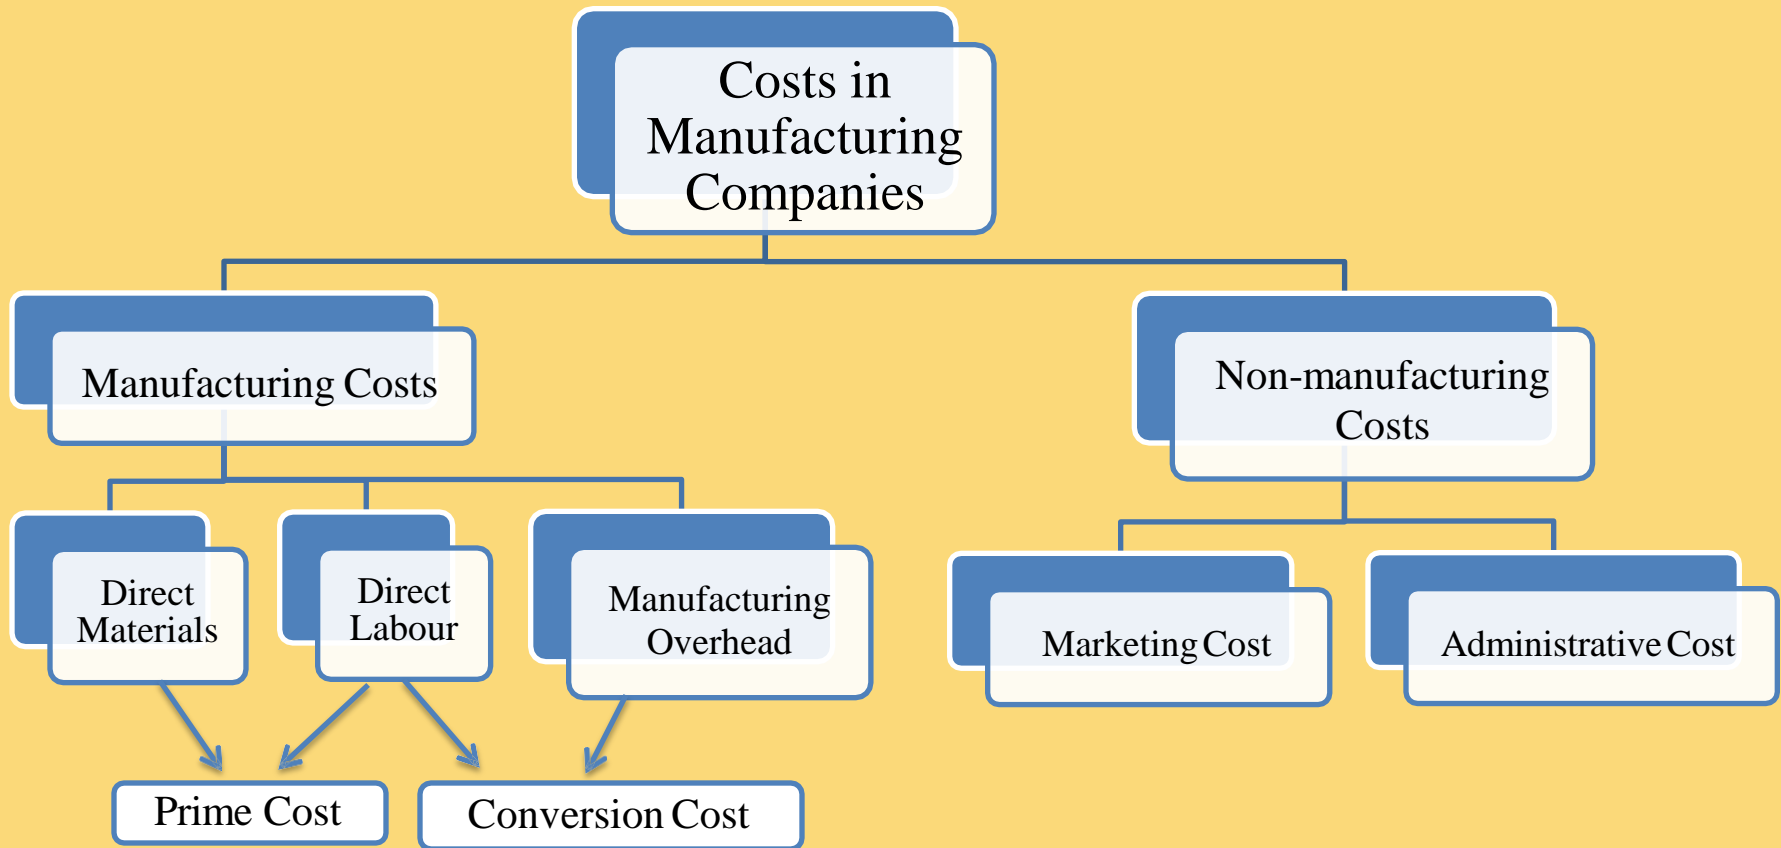 Costs in
Manufacturing
Companies
Manufacturing Costs
Non-manufacturing
Costs
Direct
Materials
Direct
Labour
Manufacturing
Overhead
Marketing Cost
Administrative Cost
Prime Cost
Conversion Cost